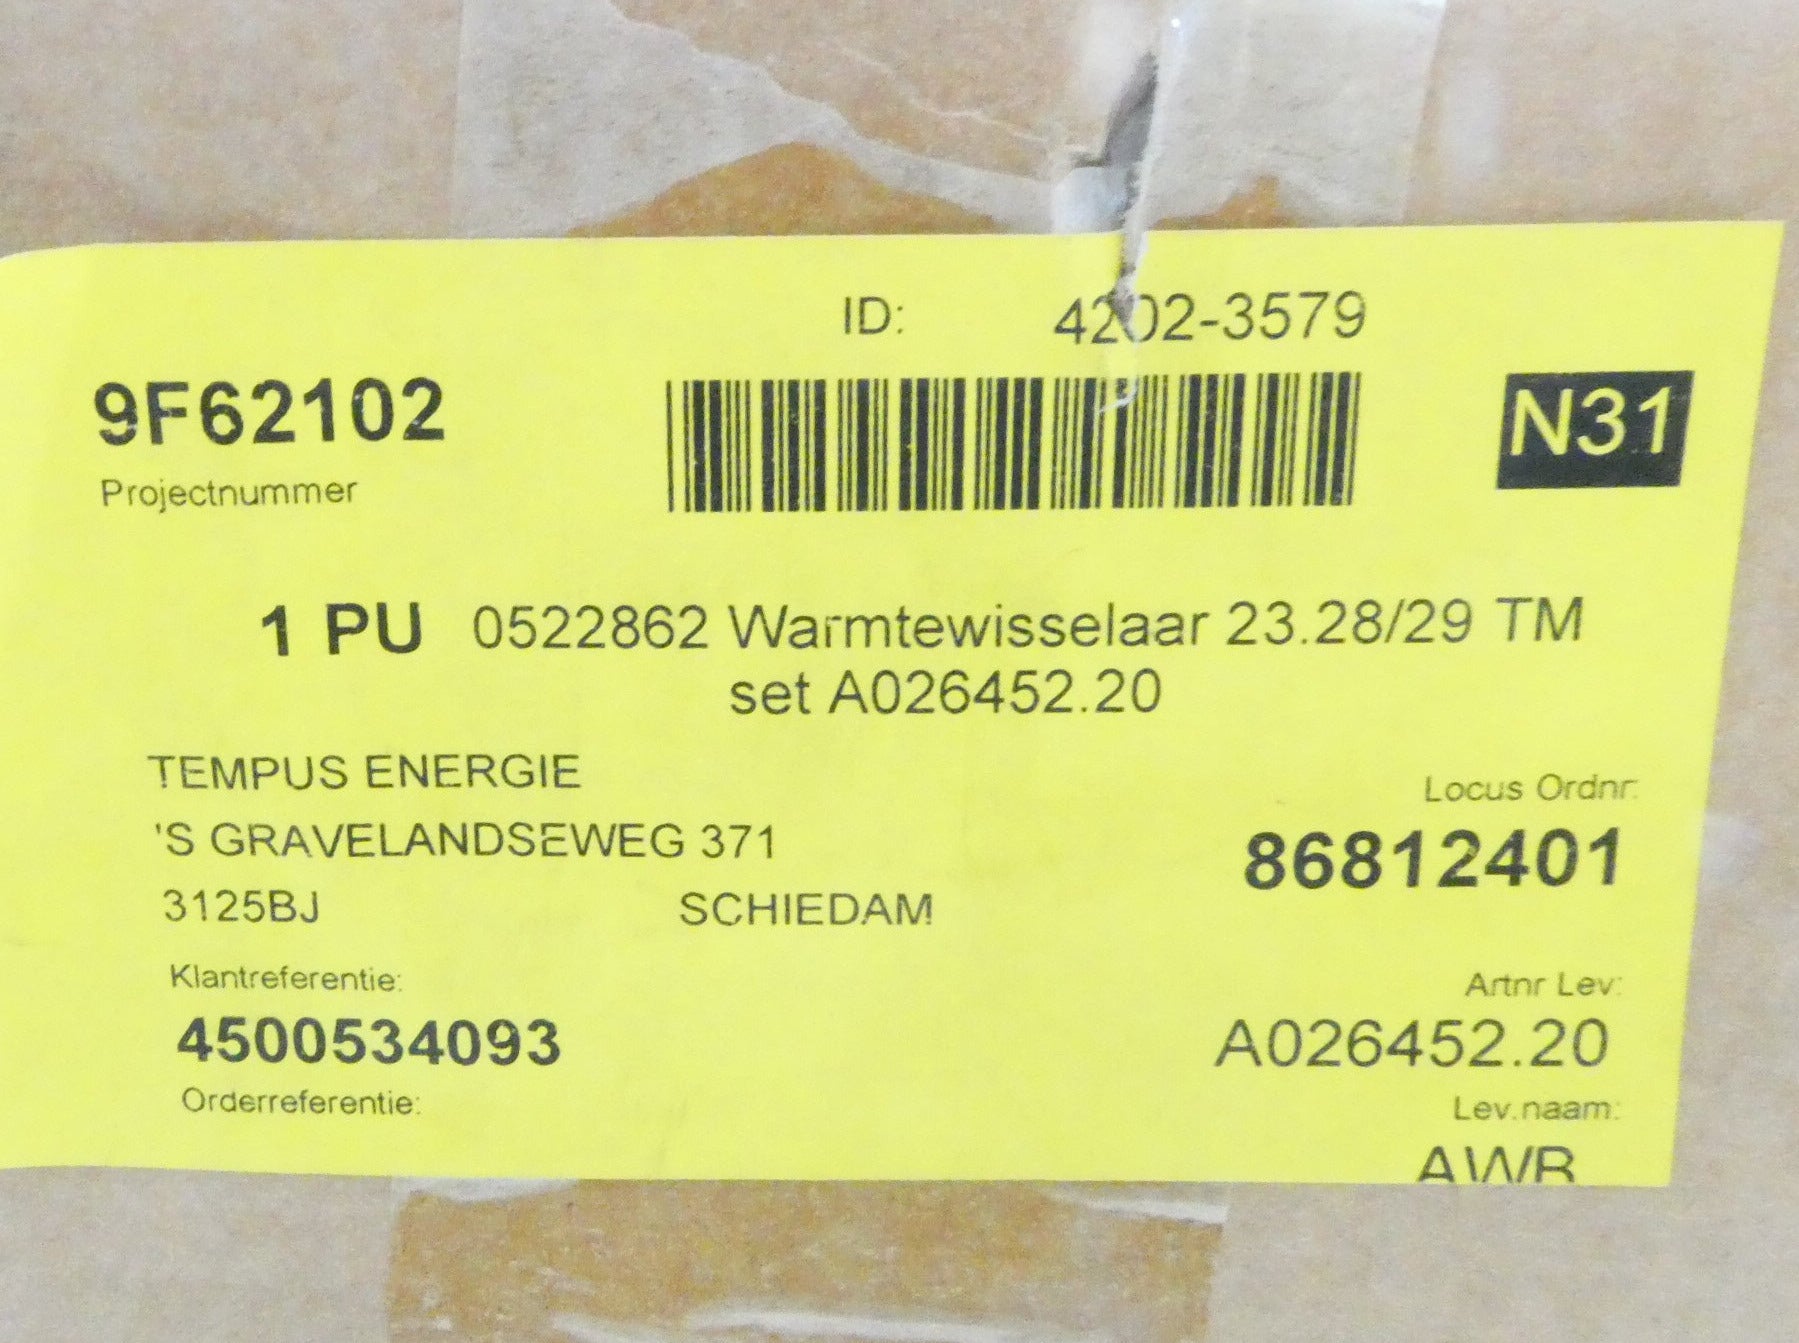 ID: 4202-3579
9F62102
N31
Projectnummer
1 PU 0522862 Warmtewisselaar 23.28/29 TM
set A026452.20
TEMPUS ENERGIE
'S GRAVELANDSEWEG 371
3125BJ SCHIEDAM
Locus Ordnr:
86812401
Klantreferentie:
4500534093
Orderreferentie:
Artnr Lev:
A026452.20
Lev.naam:
AWB